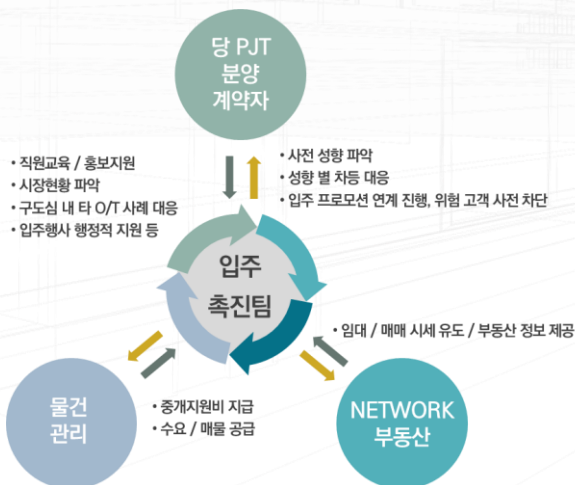 당 PJT
분양
계약자
• 직원교육 / 홍보지원
• 시장현황 파악
• 구도심 내 타 O/T 사례 대응
• 입주행사 행정적 지원 등
• 사전 성향 파악
• 성향 별 차등 대응
• 입주 프로모션 연계 진행, 위험 고객 사전 차단
입주
촉진팀
• 임대 / 매매 시세 유도 / 부동산 정보 제공
물건
관리
• 중개지원비 지급
• 수요 / 매물 공급
NETWORK
부동산